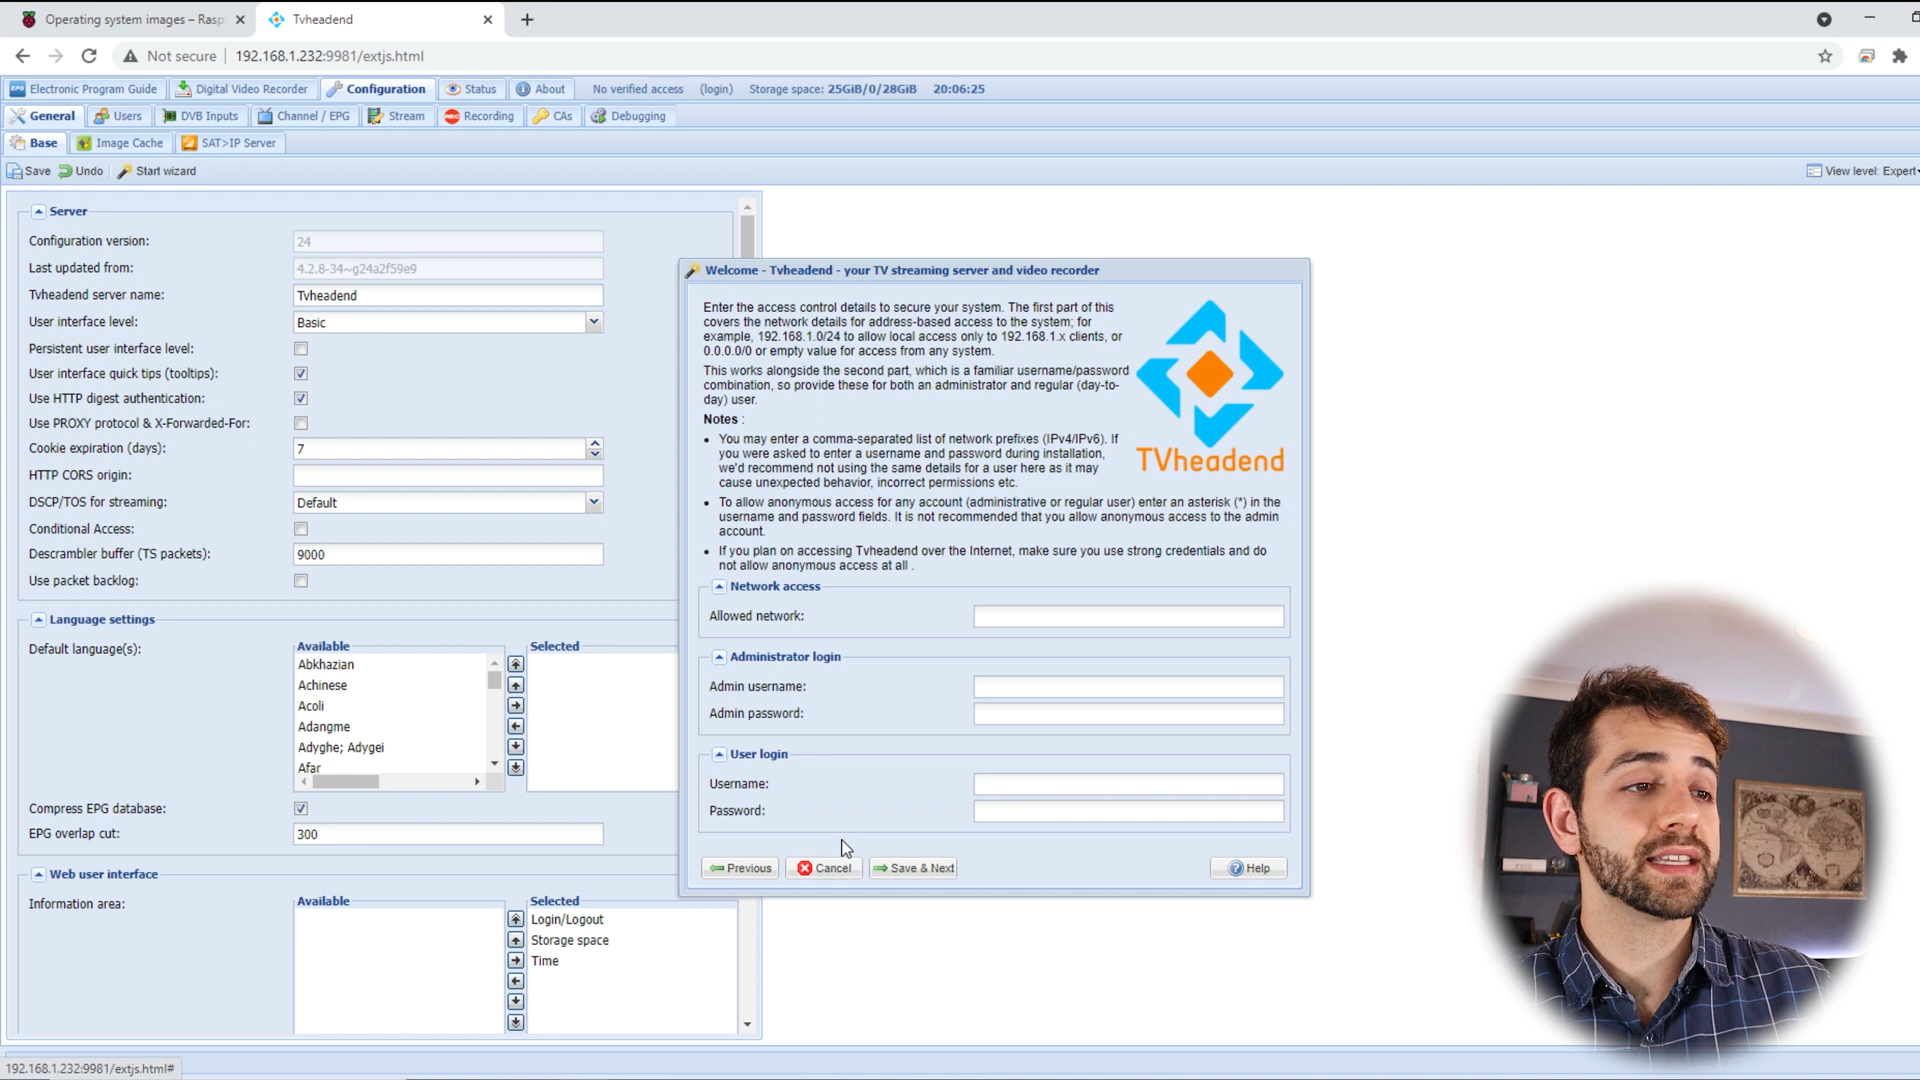 Operating system images – Rasp
Tvheadend
Not secure
192.168.1.232:9981/extjs.html
Electronic Program Guide
Digital Video Recorder
Configuration
Status
About
No verified access
(login)
Storage space: 25GiB/0/28GiB
20:06:25
General
Users
DVB Inputs
Channel / EPG
Stream
Recording
CAs
Debugging
Base
Image Cache
SAT>IP Server
Save
Undo
Start wizard
View level: Expert
Server
Configuration version:
24
Last updated from:
4.2.8-34~g24a2f59e9
Tvheadend server name:
Tvheadend
User interface level:
Basic
Persistent user interface level:
User interface quick tips (tooltips):
Use HTTP digest authentication:
Use PROXY protocol & X-Forwarded-For:
Cookie expiration (days):
7
HTTP CORS origin:
DSCP/TOS for streaming:
Default
Conditional Access:
Descrambler buffer (TS packets):
9000
Use packet backlog:
Language settings
Default language(s):
Available
Abkhazian
Achinese
Acoli
Adangme
Adyghe; Adygei
Afar
Selected
Compress EPG database:
EPG overlap cut:
300
Web user interface
Information area:
Available
Selected
Login/Logout
Storage space
Time
Welcome - Tvheadend - your TV streaming server and video recorder
Enter the access control details to secure your system. The first part of this
covers the network details for address-based access to the system; for
example, 192.168.1.0/24 to allow local access only to 192.168.1.x clients, or
0.0.0.0/0 or empty value for access from any system.
This works alongside the second part, which is a familiar username/password
combination, so provide these for both an administrator and regular (day-to-
day) user.
Notes :
• You may enter a comma-separated list of network prefixes (IPv4/IPv6). If
you were asked to enter a username and password during installation,
we'd recommend not using the same details for a user here as it may
cause unexpected behavior, incorrect permissions etc.
• To allow anonymous access for any account (administrative or regular user) enter an asterisk (*) in the
username and password fields. It is not recommended that you allow anonymous access to the admin
account.
• If you plan on accessing Tvheadend over the Internet, make sure you use strong credentials and do
not allow anonymous access at all .
TVheadend
Network access
Allowed network:
Administrator login
Admin username:
Admin password:
User login
Username:
Password:
Previous
Cancel
Save & Next
Help
192.168.1.232:9981/extjs.html#